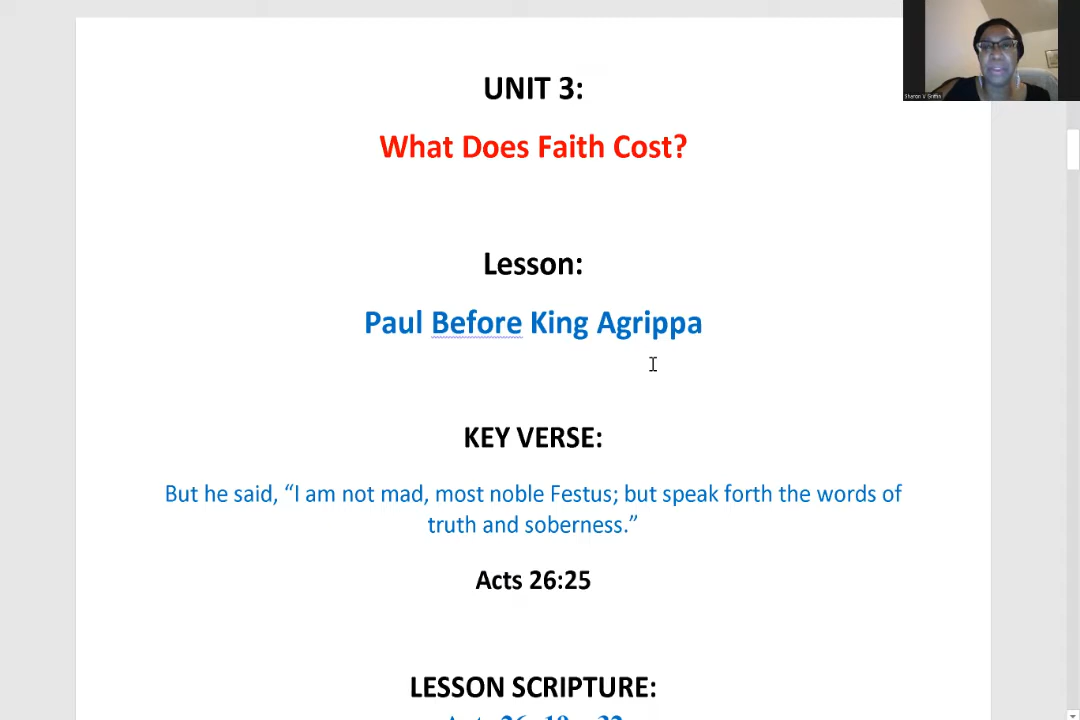 UNIT 3:
What Does Faith Cost?
Lesson:
Paul Before King Agrippa
KEY VERSE:
But he said, “I am not mad, most noble Festus; but speak forth the words of
truth and soberness.”
Acts 26:25
LESSON SCRIPTURE: